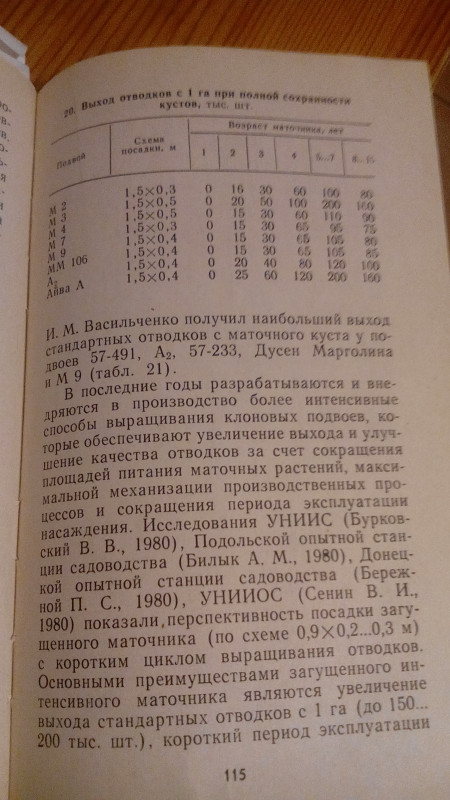 20. Выход отводков с 1 га при полной сохранности
кустов, тыс. шт.
Подвой Схема посадки, м Возраст маточника, лет
1 2 3 4 5...7 8...15
М 2 1,5×0,3 0 16 30 60 100 80
М 3 1,5×0,5 0 20 50 100 200 160
М 4 1,5×0,5 0 15 30 60 110 90
М 7 1,5×0,4 0 15 30 65 95 75
М 9 1,5×0,4 0 15 30 65 105 80
ММ 106 1,5×0,4 0 15 30 65 105 85
А₂ 1,5×0,4 0 20 40 80 120 100
Айва А 1,5×0,4 0 25 60 120 200 160
И. М. Васильченко получил наибольший выход
стандартных отводков с маточного куста у по-
двоев 57-491, А₂, 57-233, Дусен Марголина
и М 9 (табл. 21).
В последние годы разрабатываются и вне-
дряются в производство более интенсивные
способы выращивания клоновых подвоев, ко-
торые обеспечивают увеличение выхода и улуч-
шение качества отводков за счет сокращения
площадей питания маточных растений, макси-
мальной механизации производственных про-
цессов и сокращения периода эксплуатации
насаждения. Исследования УНИИС (Бурков-
ский В. В., 1980), Подольской опытной стан-
ции садоводства (Билык А. М., 1980), Донец-
кой опытной станции садоводства (Береж-
ной П. С., 1980), УНИИОС (Сенин В. И.,
1980) показали перспективность посадки загу-
щенного маточника (по схеме 0,9×0,2...0,3 м)
с коротким циклом выращивания отводков.
Основными преимуществами загущенного ин-
тенсивного маточника являются увеличение
выхода стандартных отводков с 1 га (до 150...
200 тыс. шт.), короткий период эксплуатации
115